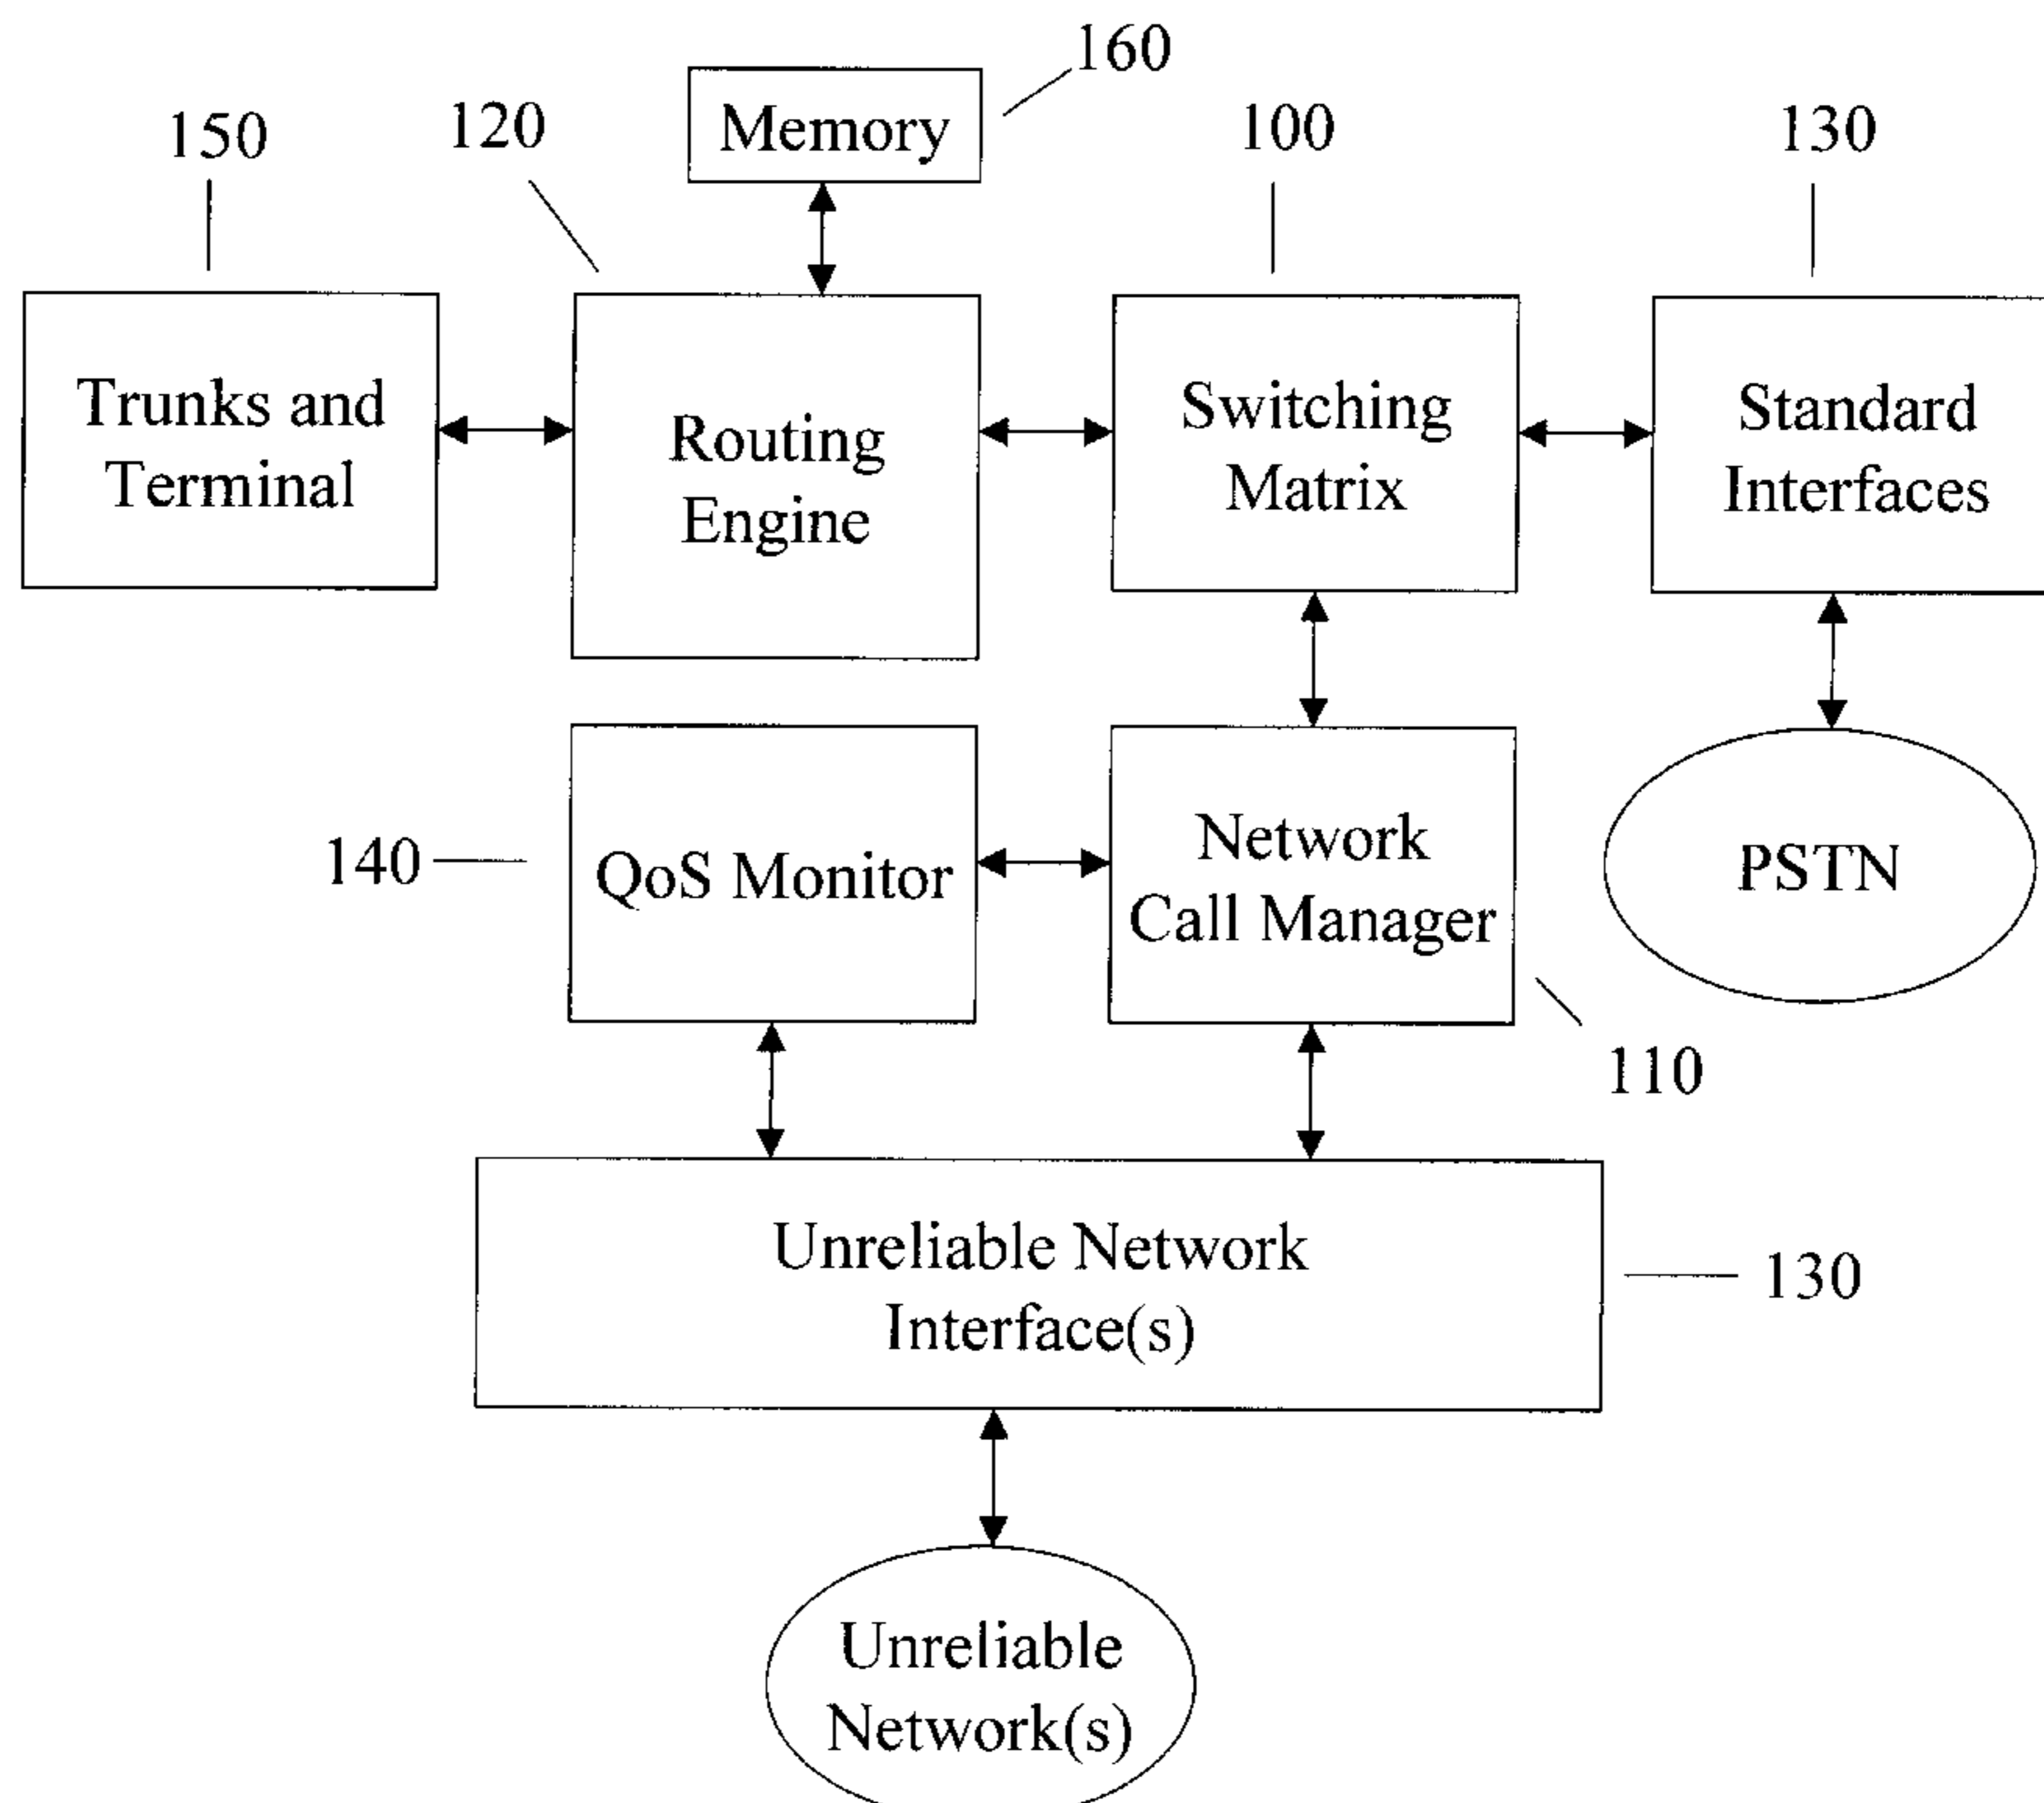 160
Memory
150
120
100
130
Trunks and
Terminal
Routing
Engine
Switching
Matrix
Standard
Interfaces
140
QoS Monitor
Network
Call Manager
PSTN
110
Unreliable Network
Interface(s)
130
Unreliable
Network(s)